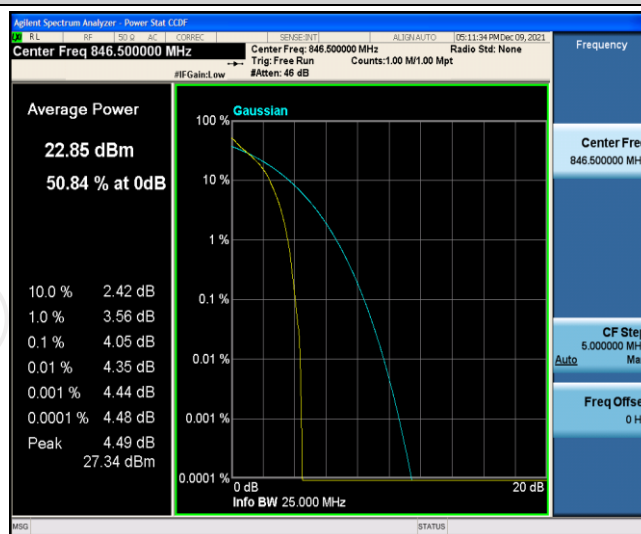 Agilent Spectrum Analyzer - Power Stat CCDF
LXI RL RF 50 Ω AC CORREC SENSE:INT ALIGNAUTO 05:11:34 PM Dec 09, 2021
Center Freq 846.500000 MHz
Center Freq: 846.500000 MHz Radio Std: None
Trig: Free Run Counts:1.00 M/1.00 Mpt
#IFGain:Low #Atten: 46 dB
Average Power
22.85 dBm
50.84 % at 0dB
10.0 % 2.42 dB
1.0 % 3.56 dB
0.1 % 4.05 dB
0.01 % 4.35 dB
0.001 % 4.44 dB
0.0001 % 4.48 dB
Peak 4.49 dB
27.34 dBm
Gaussian
100 %
10 %
1 %
0.1 %
0.01 %
0.001 %
0.0001 %
0 dB 20 dB
Info BW 25.000 MHz
Frequency
Center Fre
846.500000 MH
CF Ste
5.000000 MH
Auto Ma
Freq Offse
0 H
MSG STATUS